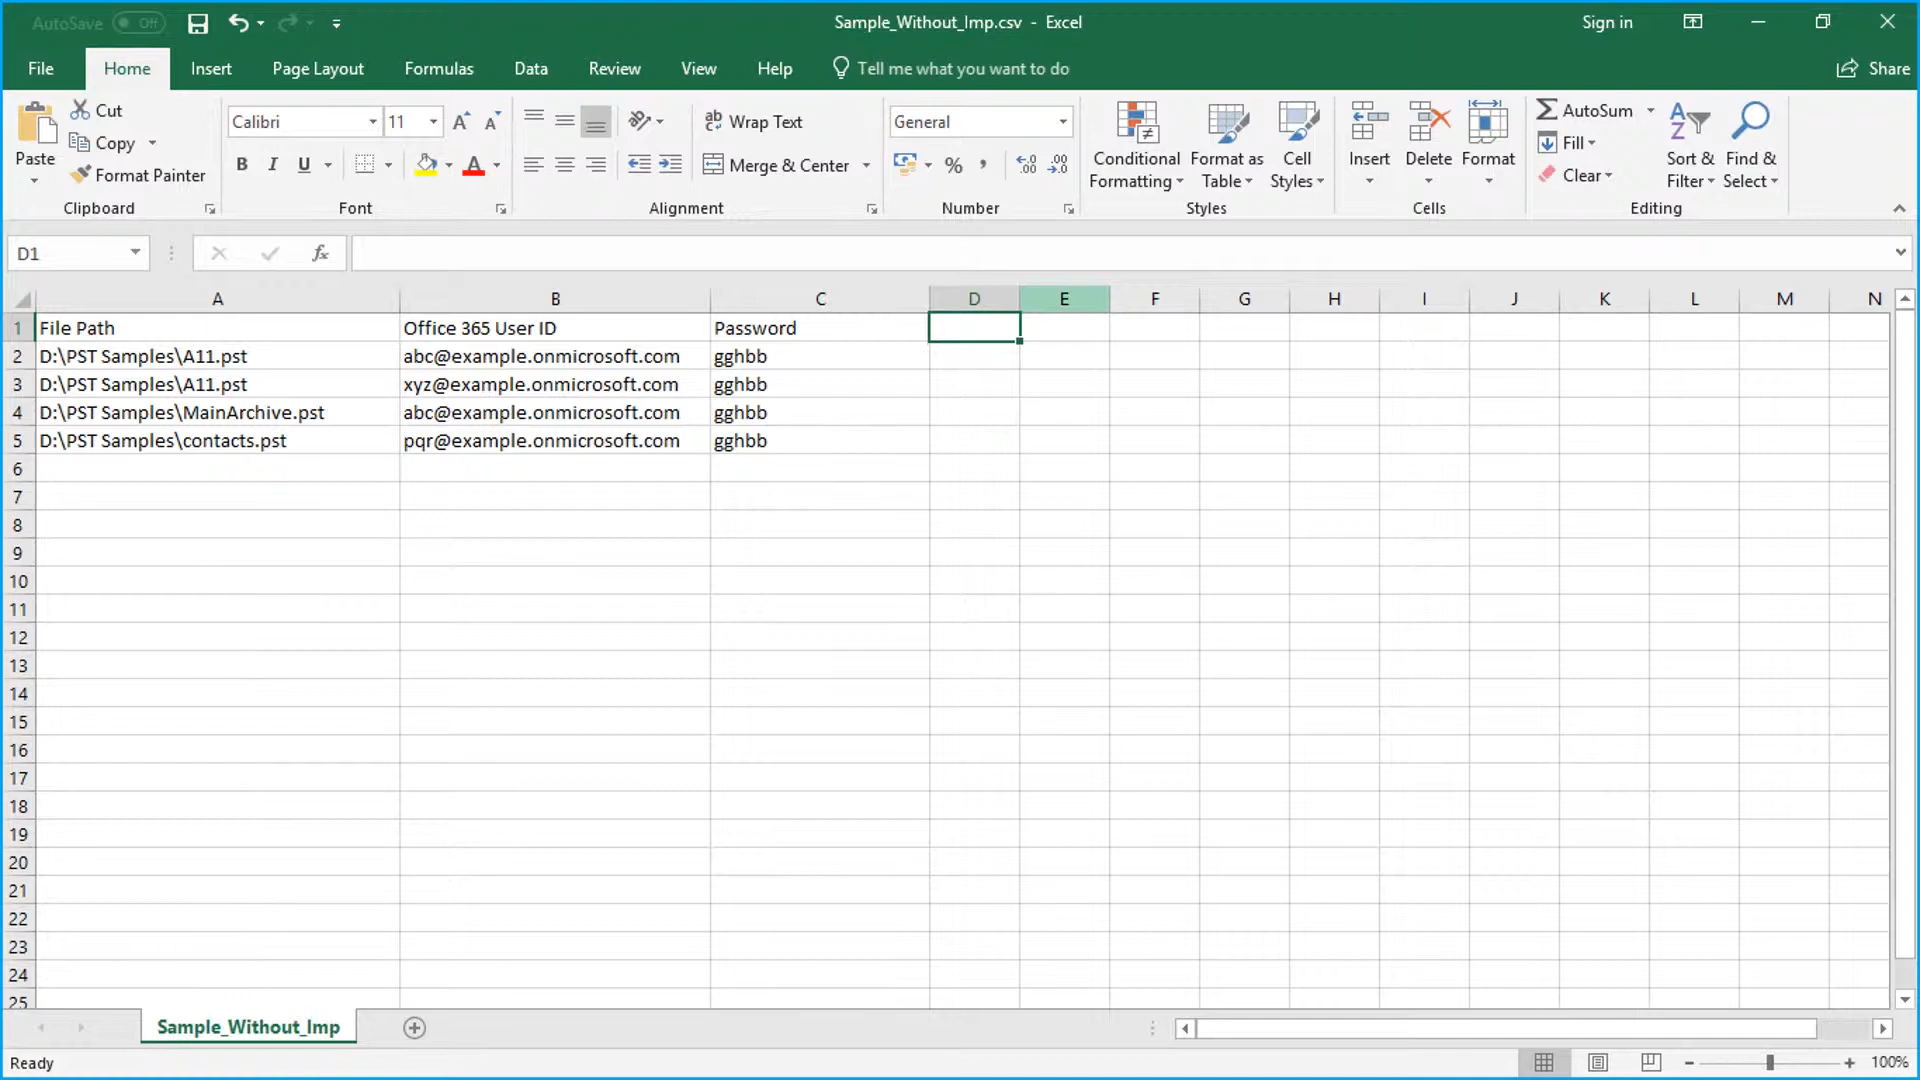 AutoSave Off Sample_Without_Imp.csv - Excel Sign in
File Home Insert Page Layout Formulas Data Review View Help Tell me what you want to do Share
Paste
Cut
Copy
Format Painter
Clipboard
Calibri 11
B I U A
Font
Wrap Text
Merge & Center
Alignment
General
% , .00 .00
Number
Conditional Formatting
Format as Table
Cell Styles
Styles
Insert Delete Format
Cells
AutoSum
Fill
Clear
Sort & Filter
Find & Select
Editing
D1 fx
A B C D E F G H I J K L M N
1 File Path Office 365 User ID Password
2 D:\PST Samples\A11.pst abc@example.onmicrosoft.com gghbb
3 D:\PST Samples\A11.pst xyz@example.onmicrosoft.com gghbb
4 D:\PST Samples\MainArchive.pst abc@example.onmicrosoft.com gghbb
5 D:\PST Samples\contacts.pst pqr@example.onmicrosoft.com gghbb
6
7
8
9
10
11
12
13
14
15
16
17
18
19
20
21
22
23
24
25
Sample_Without_Imp
Ready 100%